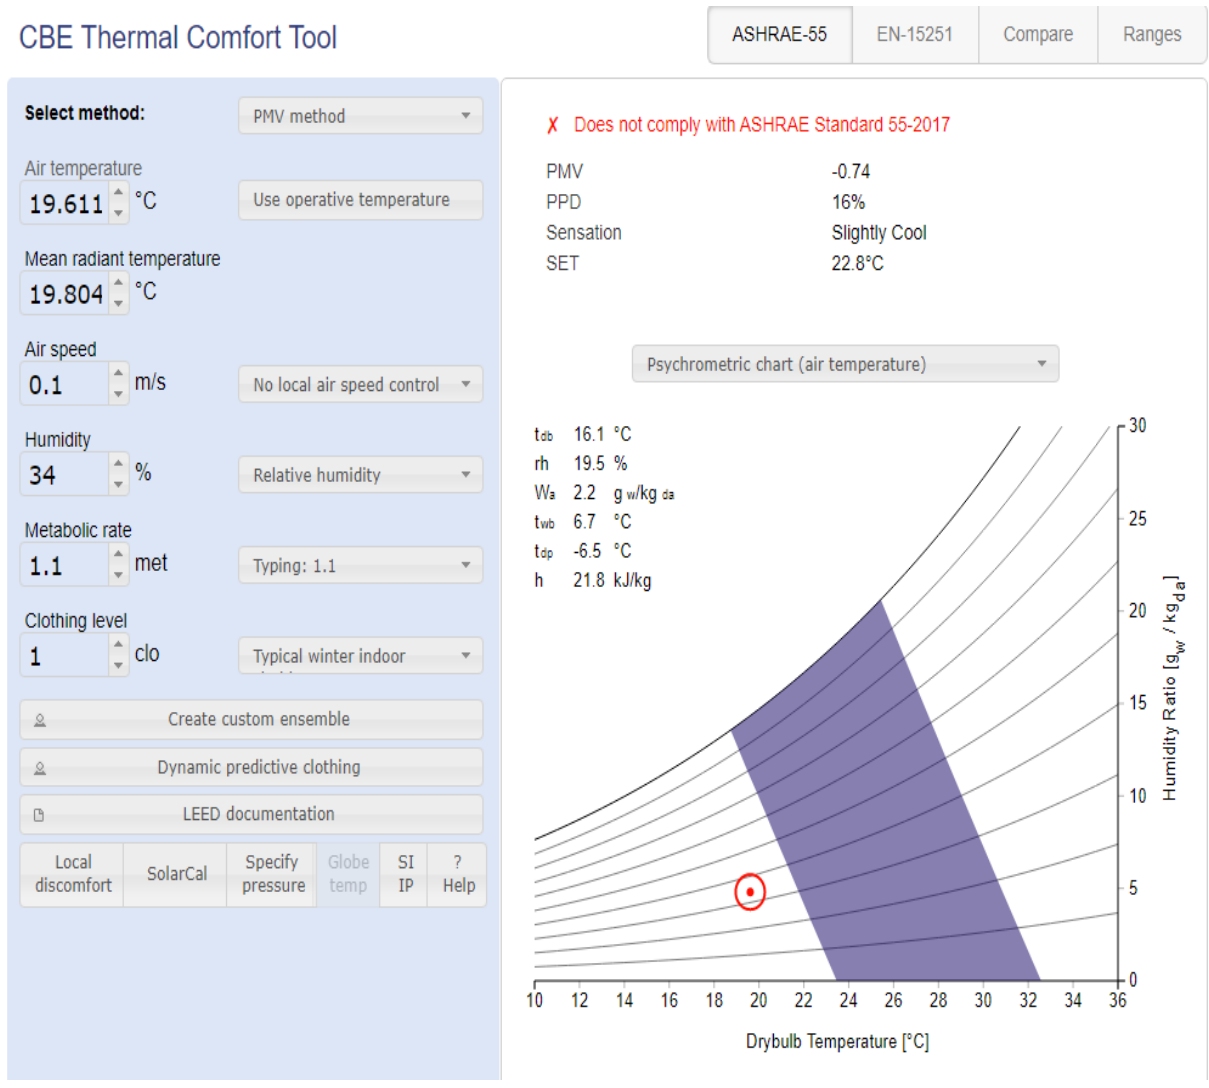 CBE Thermal Comfort Tool
ASHRAE-55 EN-15251 Compare Ranges
Select method: PMV method
Air temperature
19.611 °C Use operative temperature
Mean radiant temperature
19.804 °C
Air speed
0.1 m/s No local air speed control
Humidity
34 % Relative humidity
Metabolic rate
1.1 met Typing: 1.1
Clothing level
1 clo Typical winter indoor
Create custom ensemble
Dynamic predictive clothing
LEED documentation
Local discomfort SolarCal Specify pressure Globe temp SI IP ? Help
✗ Does not comply with ASHRAE Standard 55-2017
PMV -0.74
PPD 16%
Sensation Slightly Cool
SET 22.8°C
Psychrometric chart (air temperature)
tdb 16.1 °C
rh 19.5 %
Wa 2.2 g w/kg da
twb 6.7 °C
tdp -6.5 °C
h 21.8 kJ/kg
30
25
20
15
10
5
0
Humidity Ratio [gw / kgda]
10 12 14 16 18 20 22 24 26 28 30 32 34 36
Drybulb Temperature [°C]